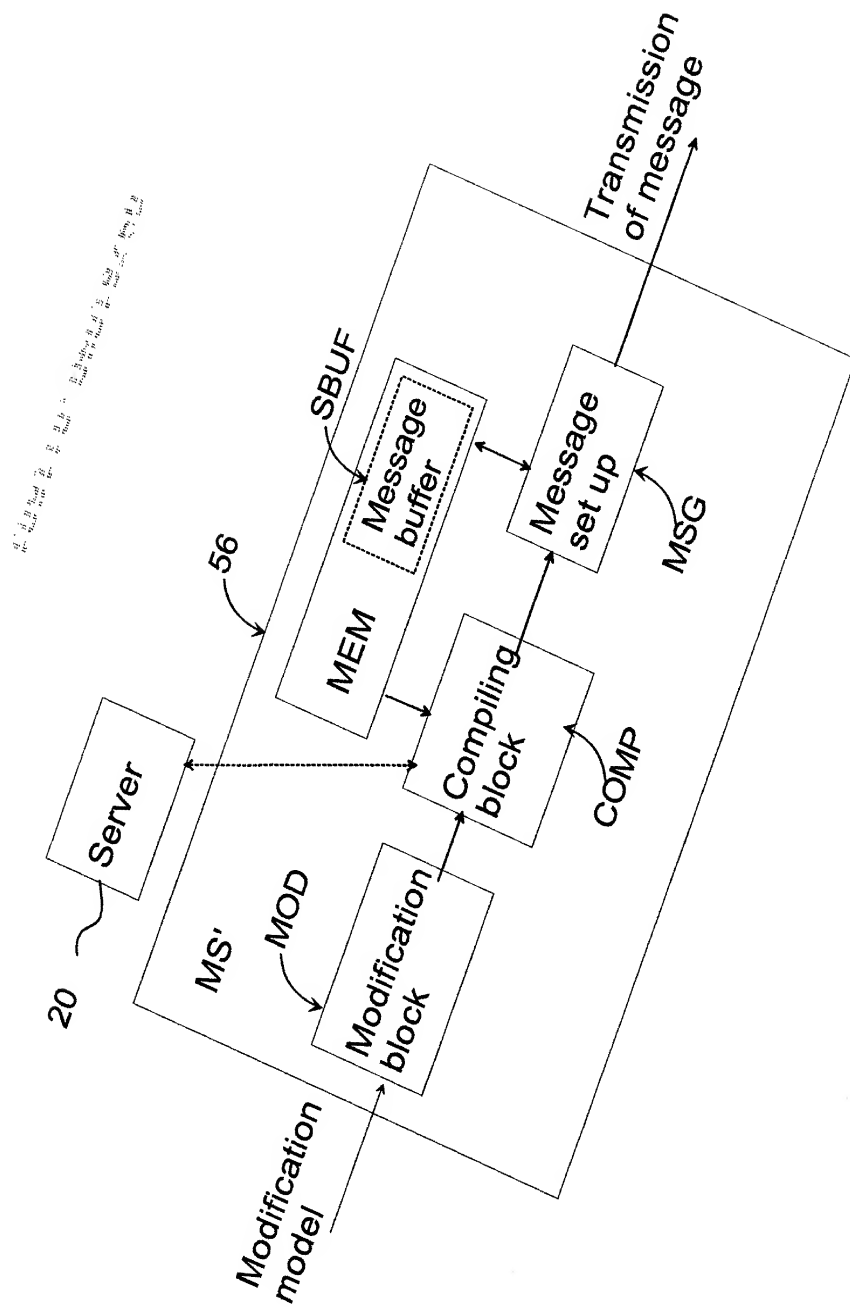 20
Server
56
MS'
MOD
MEM
SBUF
Message
buffer
Modification
model
Modification
block
Compiling
block
COMP
Message
set up
MSG
Transmission
of message